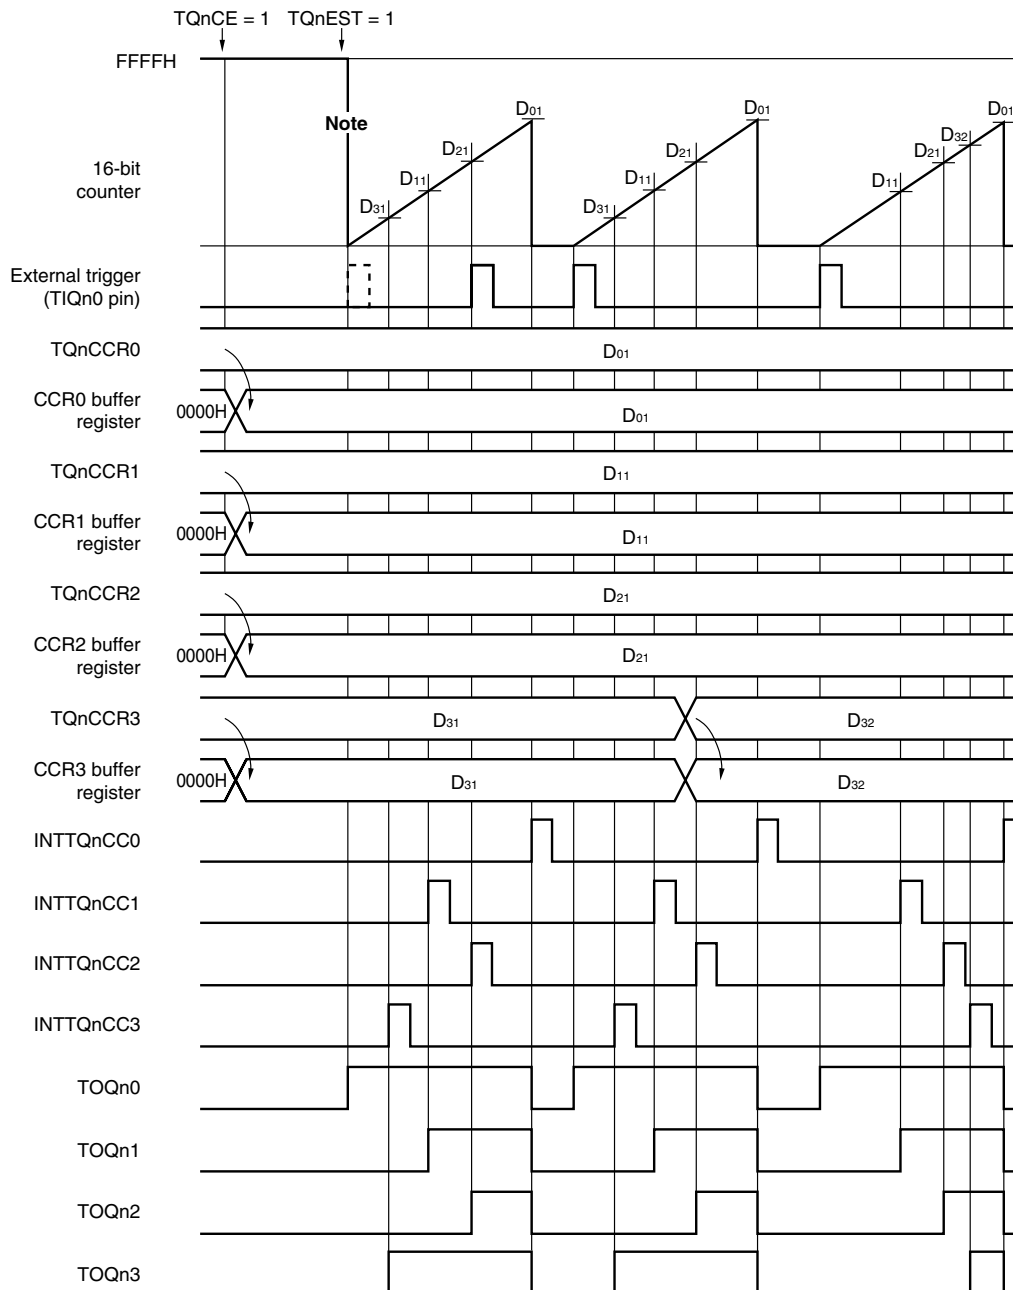 TQnCE = 1 TQnEST = 1
FFFFH
Note
D01 D01 D01
D21 D21 D32 D21
D11 D11 D11
D31 D31
16-bit
counter
External trigger
(TIQn0 pin)
TQnCCR0 D01
CCR0 buffer
register 0000H D01
TQnCCR1 D11
CCR1 buffer
register 0000H D11
TQnCCR2 D21
CCR2 buffer
register 0000H D21
TQnCCR3 D31 D32
CCR3 buffer
register 0000H D31 D32
INTTQnCC0
INTTQnCC1
INTTQnCC2
INTTQnCC3
TOQn0
TOQn1
TOQn2
TOQn3